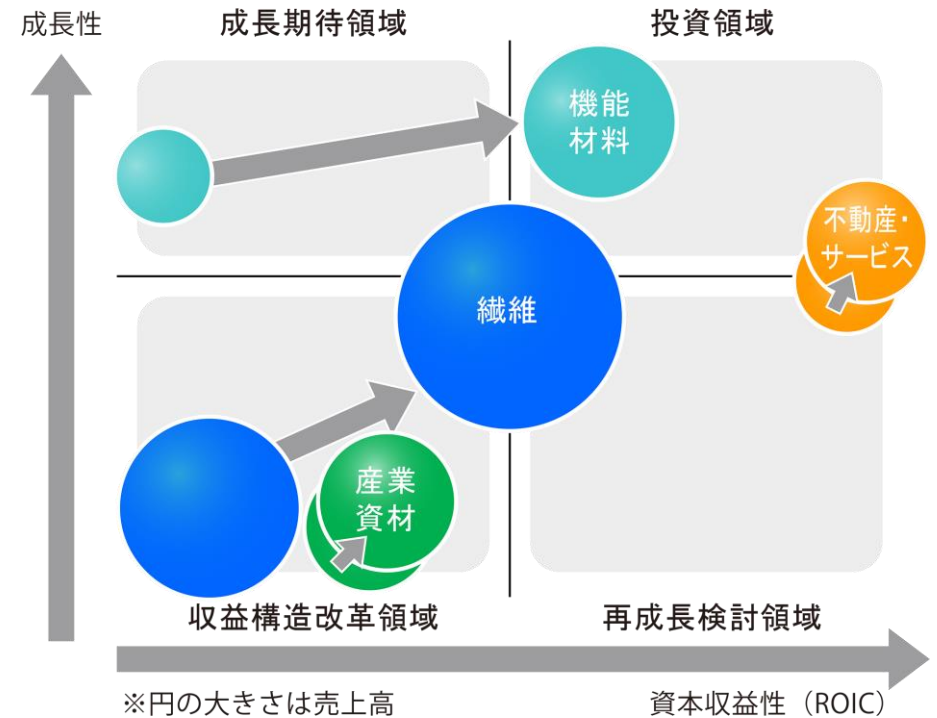 成長性
成長期待領域
投資領域
機能
材料
不動産・
サービス
繊維
産業
資材
収益構造改革領域
再成長検討領域
※円の大きさは売上高
資本収益性（ROIC）